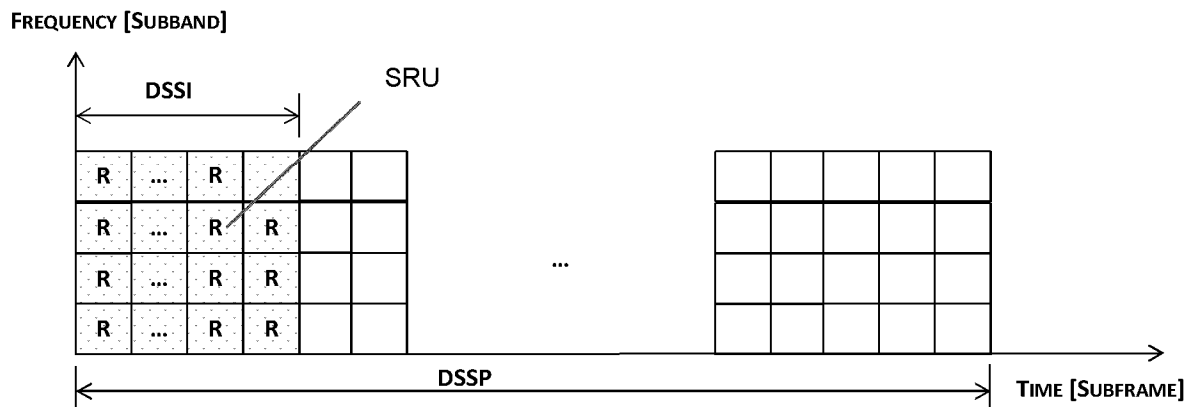 FREQUENCY [SUBBAND]
DSSI
SRU
R ... R
R ... R R
R ... R R
R ... R R
...
DSSP
TIME [SUBFRAME]